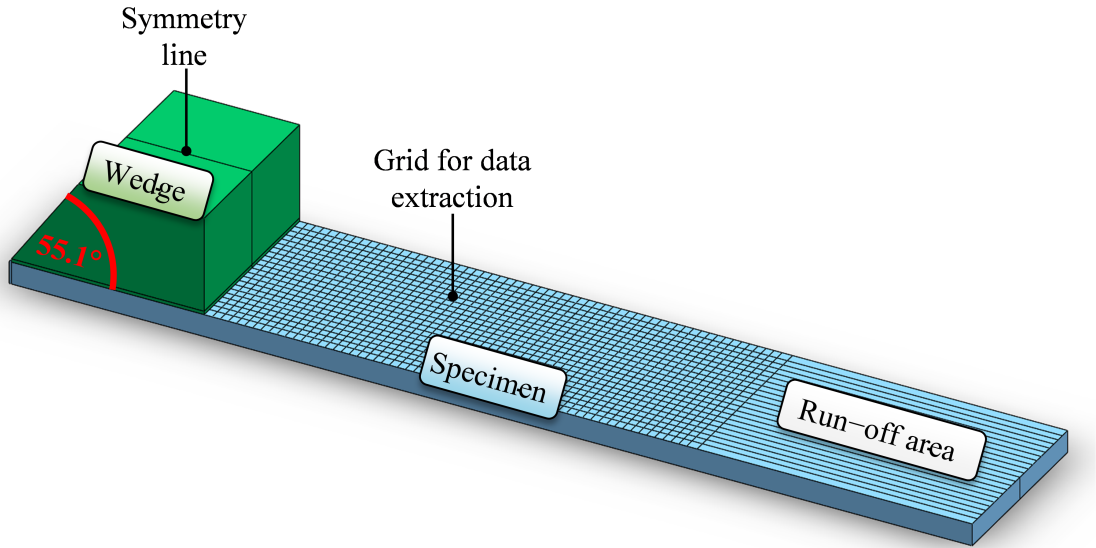 Symmetry
line
Grid for data
extraction
Wedge
55.1°
Specimen
Run−off area